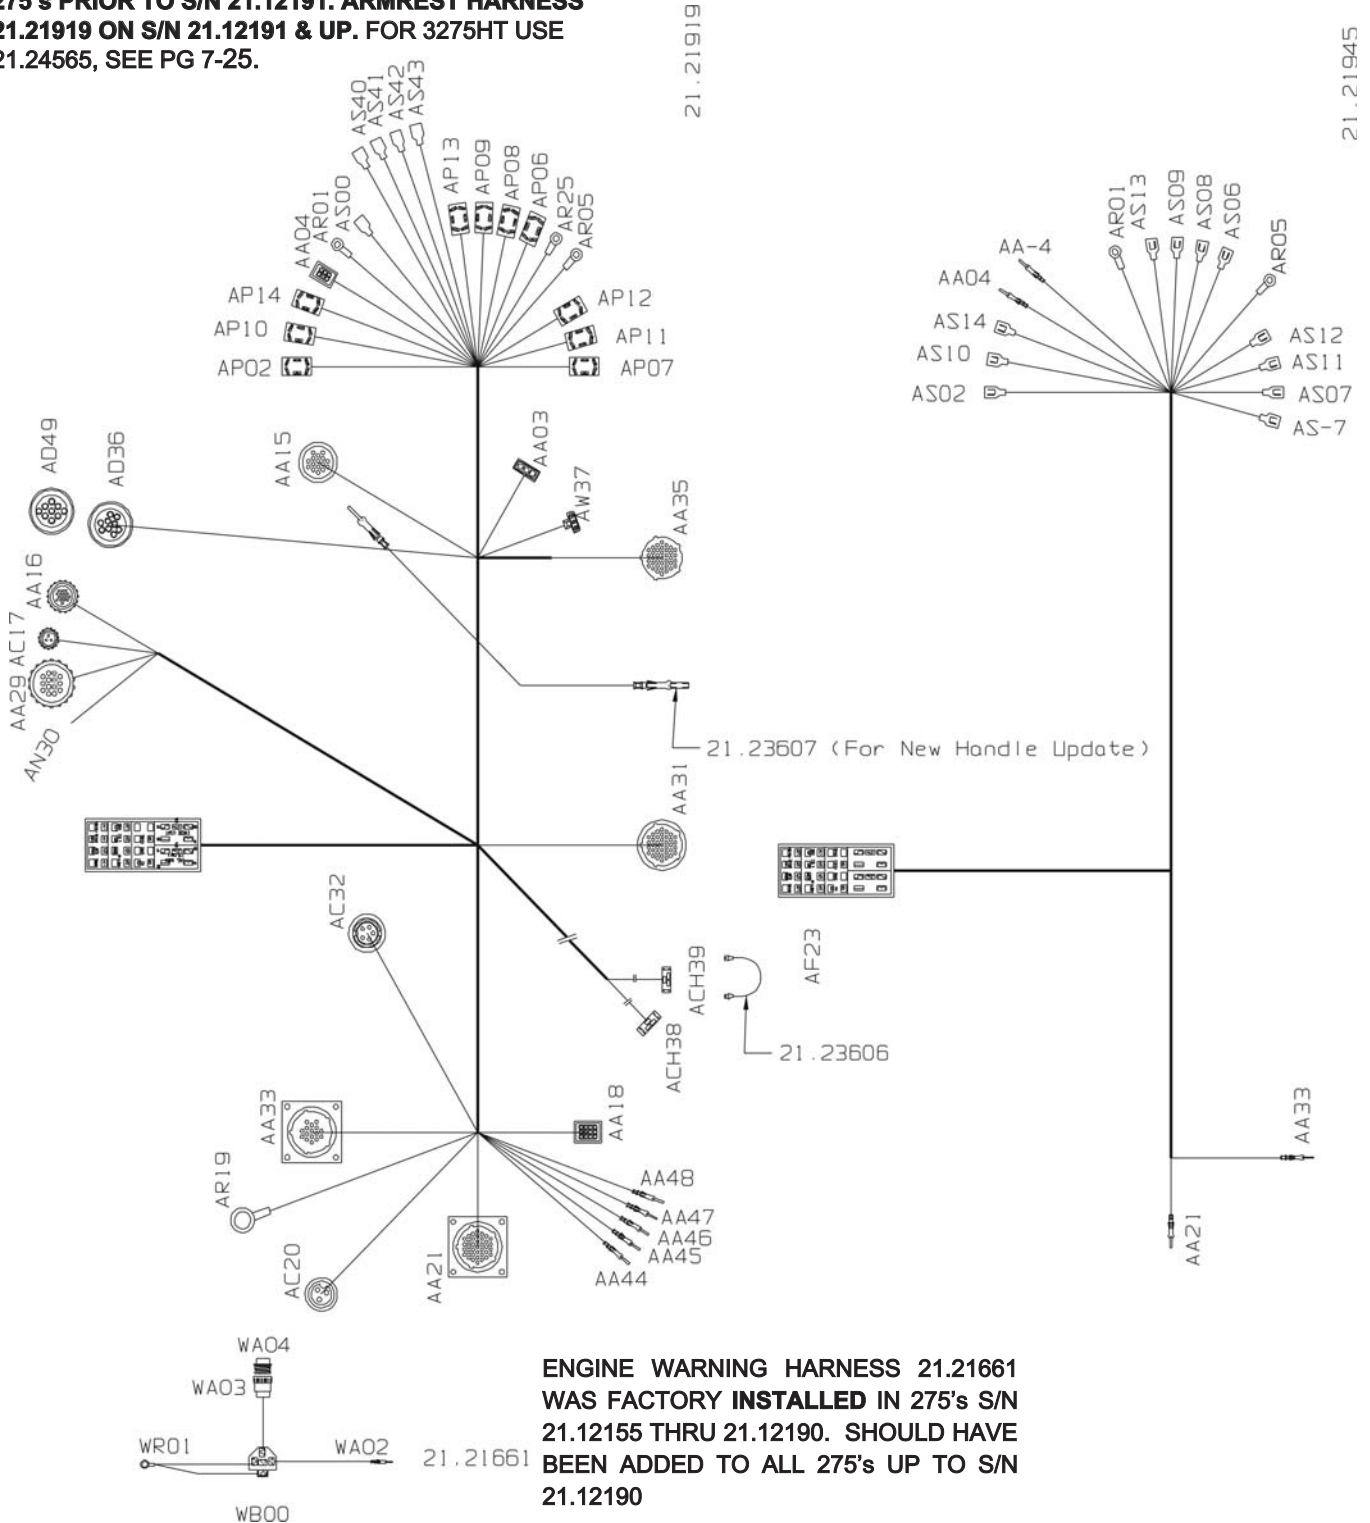 275's PRIOR TO S/N 21.12191. ARMREST HARNESS
21.21919 ON S/N 21.12191 & UP. FOR 3275HT USE
21.24565, SEE PG 7-25.
21.21919
21.21945
AS40
AS41
AS42
AS43
AP13
AP09
AP08
AP06
AR25
AR05
AA04
AR01
AS00
AP14
AP10
AP02
AP12
AP11
AP07
AR01
AS13
AS09
AS08
AS06
AR05
AA-4
AA04
AS14
AS10
AS02
AS12
AS11
AS07
AS-7
AD49
AD36
AA15
AA03
AW37
AA35
AA16
AC17
AA29
AN30
21.23607 (For New Handle Update)
AA31
AC32
ACH39
ACH38
21.23606
AF23
AA33
AA18
AR19
AC20
AA21
AA48
AA47
AA46
AA45
AA44
AA33
AA21
WA04
WA03
WR01
WA02
WB00
21.21661
ENGINE WARNING HARNESS 21.21661
WAS FACTORY INSTALLED IN 275's S/N
21.12155 THRU 21.12190. SHOULD HAVE
BEEN ADDED TO ALL 275's UP TO S/N
21.12190